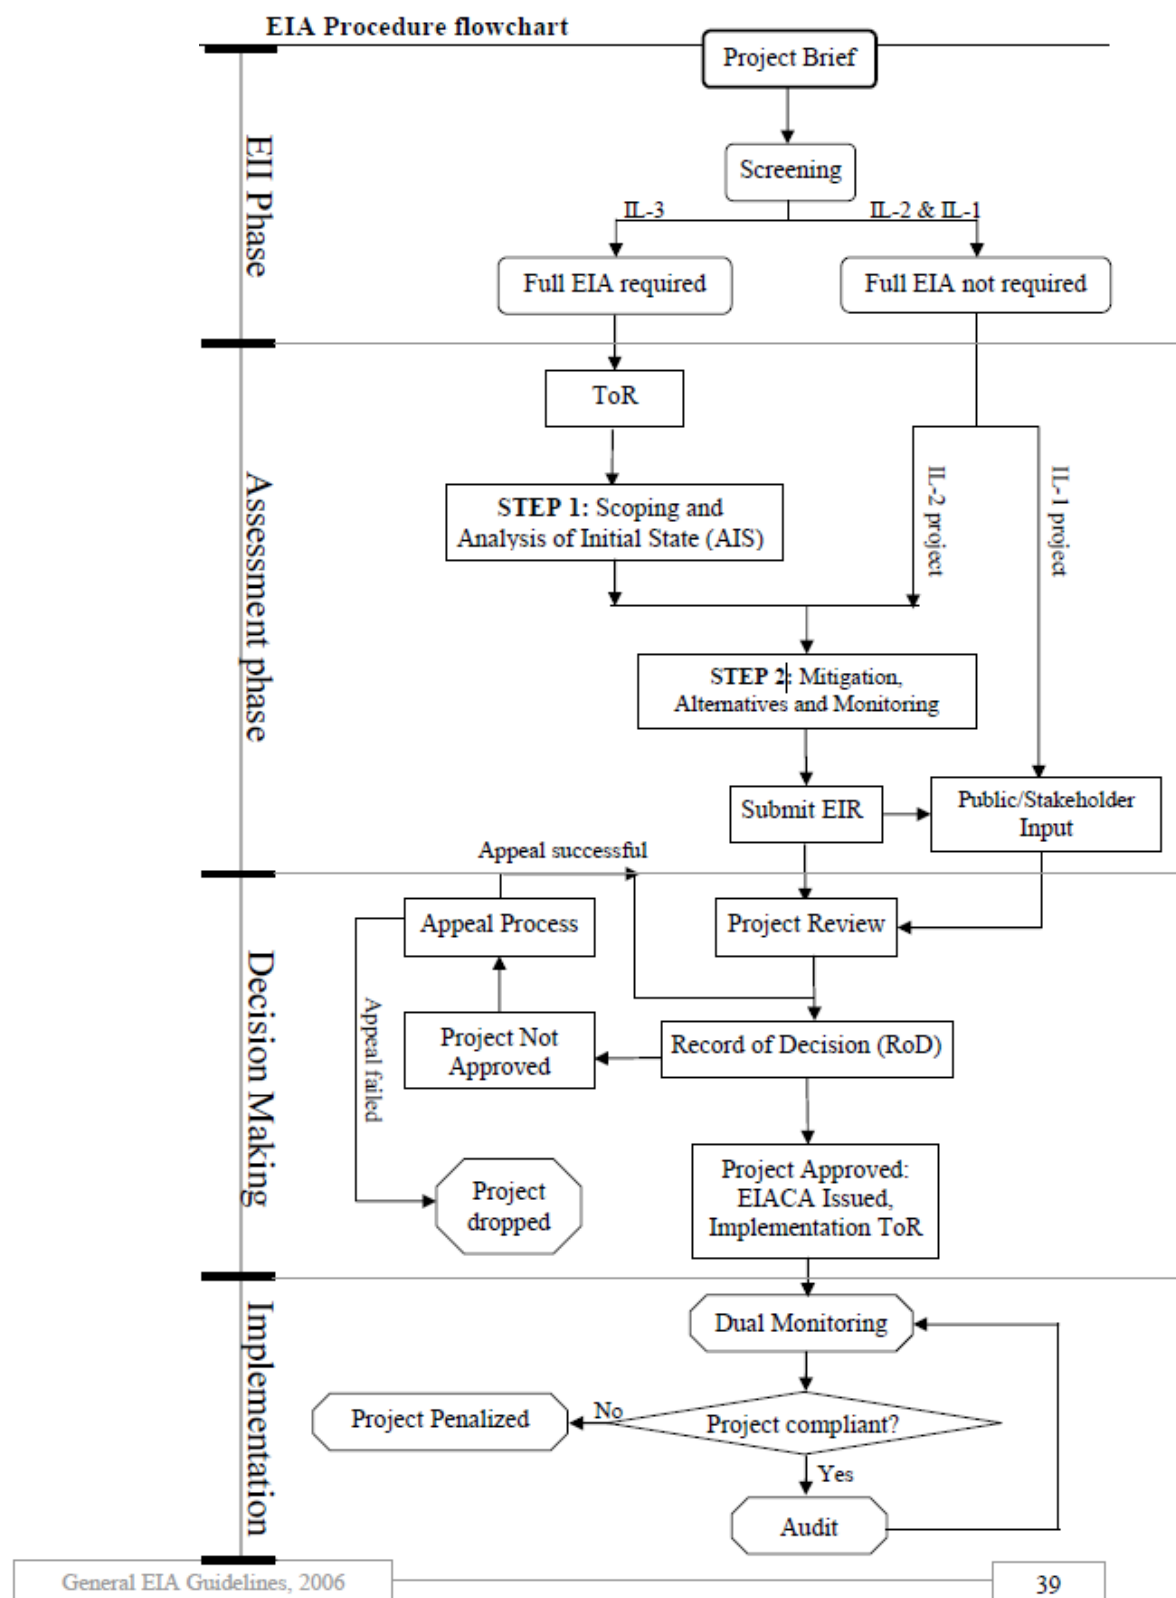 EIA Procedure flowchart
Project Brief
EII Phase
Screening
IL-3
IL-2 & IL-1
Full EIA required
Full EIA not required
Assessment phase
ToR
STEP 1: Scoping and
Analysis of Initial State (AIS)
IL-2 project
IL-1 project
STEP 2: Mitigation,
Alternatives and Monitoring
Submit EIR
Public/Stakeholder
Input
Appeal successful
Decision Making
Appeal Process
Project Review
Appeal failed
Project Not
Approved
Record of Decision (RoD)
Project
dropped
Project Approved:
EIACA Issued,
Implementation ToR
Implementation
Dual Monitoring
Project Penalized
No
Project compliant?
Yes
Audit
General EIA Guidelines, 2006
39